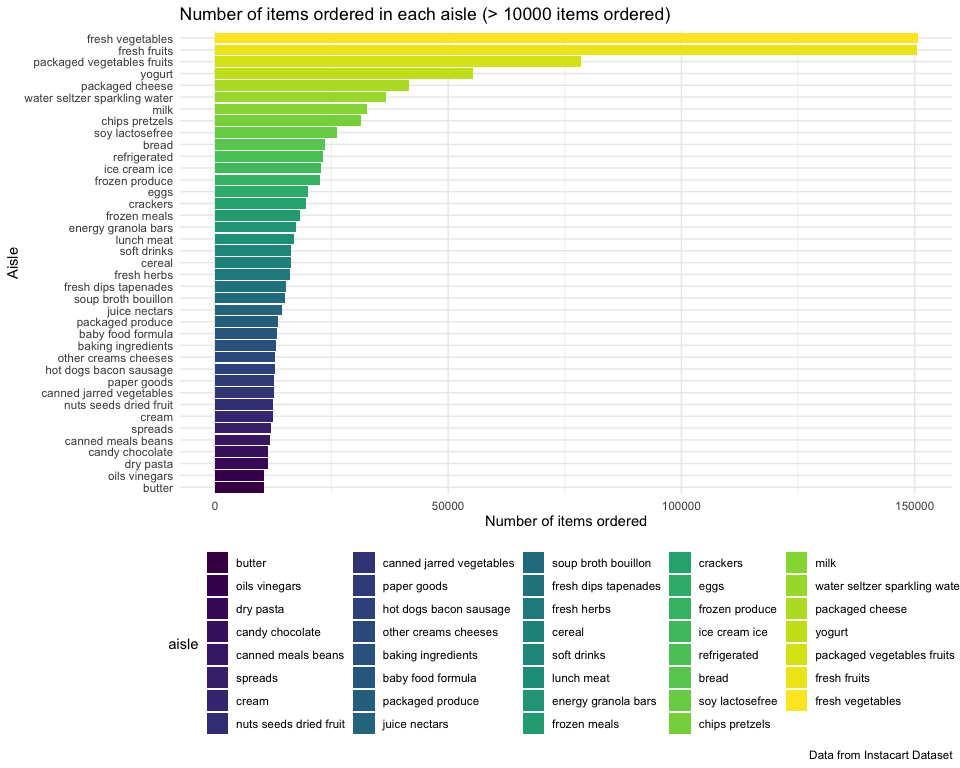 Number of items ordered in each aisle (> 10000 items ordered)
Aisle
fresh vegetables
fresh fruits
packaged vegetables fruits
yogurt
packaged cheese
water seltzer sparkling water
milk
chips pretzels
soy lactosefree
bread
refrigerated
ice cream ice
frozen produce
eggs
crackers
frozen meals
energy granola bars
lunch meat
soft drinks
cereal
fresh herbs
fresh dips tapenades
soup broth bouillon
juice nectars
packaged produce
baby food formula
baking ingredients
other creams cheeses
hot dogs bacon sausage
paper goods
canned jarred vegetables
nuts seeds dried fruit
cream
spreads
canned meals beans
candy chocolate
dry pasta
oils vinegars
butter
0 50000 100000 150000
Number of items ordered
aisle
butter
oils vinegars
dry pasta
candy chocolate
canned meals beans
spreads
cream
nuts seeds dried fruit
canned jarred vegetables
paper goods
hot dogs bacon sausage
other creams cheeses
baking ingredients
baby food formula
packaged produce
juice nectars
soup broth bouillon
fresh dips tapenades
fresh herbs
cereal
soft drinks
lunch meat
energy granola bars
frozen meals
crackers
eggs
frozen produce
ice cream ice
refrigerated
bread
soy lactosefree
chips pretzels
milk
water seltzer sparkling wate
packaged cheese
yogurt
packaged vegetables fruits
fresh fruits
fresh vegetables
Data from Instacart Dataset